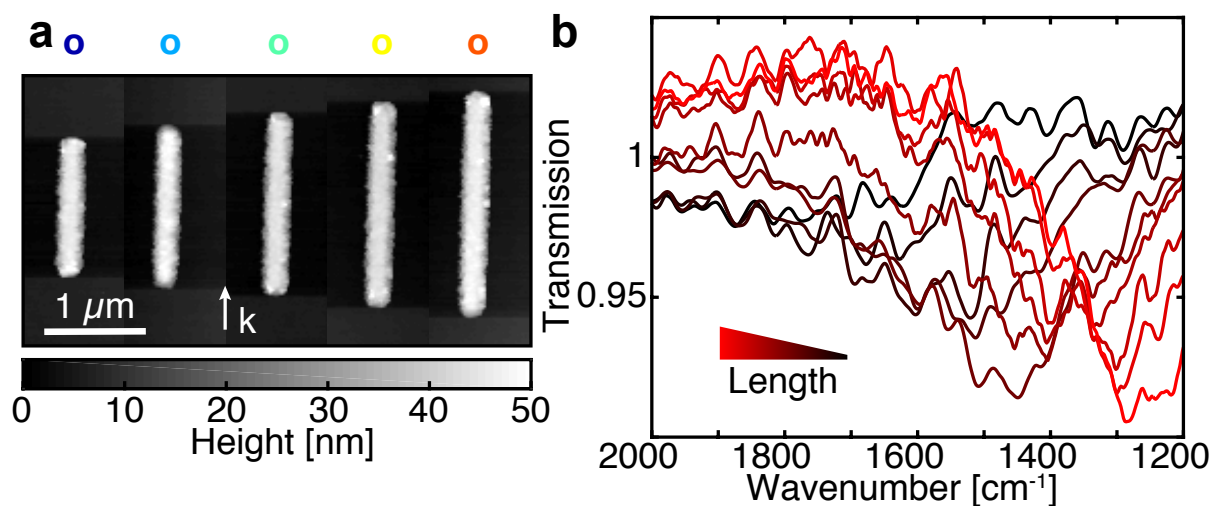 a
o o o o o
1 µm
k
0 10 20 30 40 50
Height [nm]
b
Transmission
1
0.95
Length
2000 1800 1600 1400 1200
Wavenumber [cm-1]